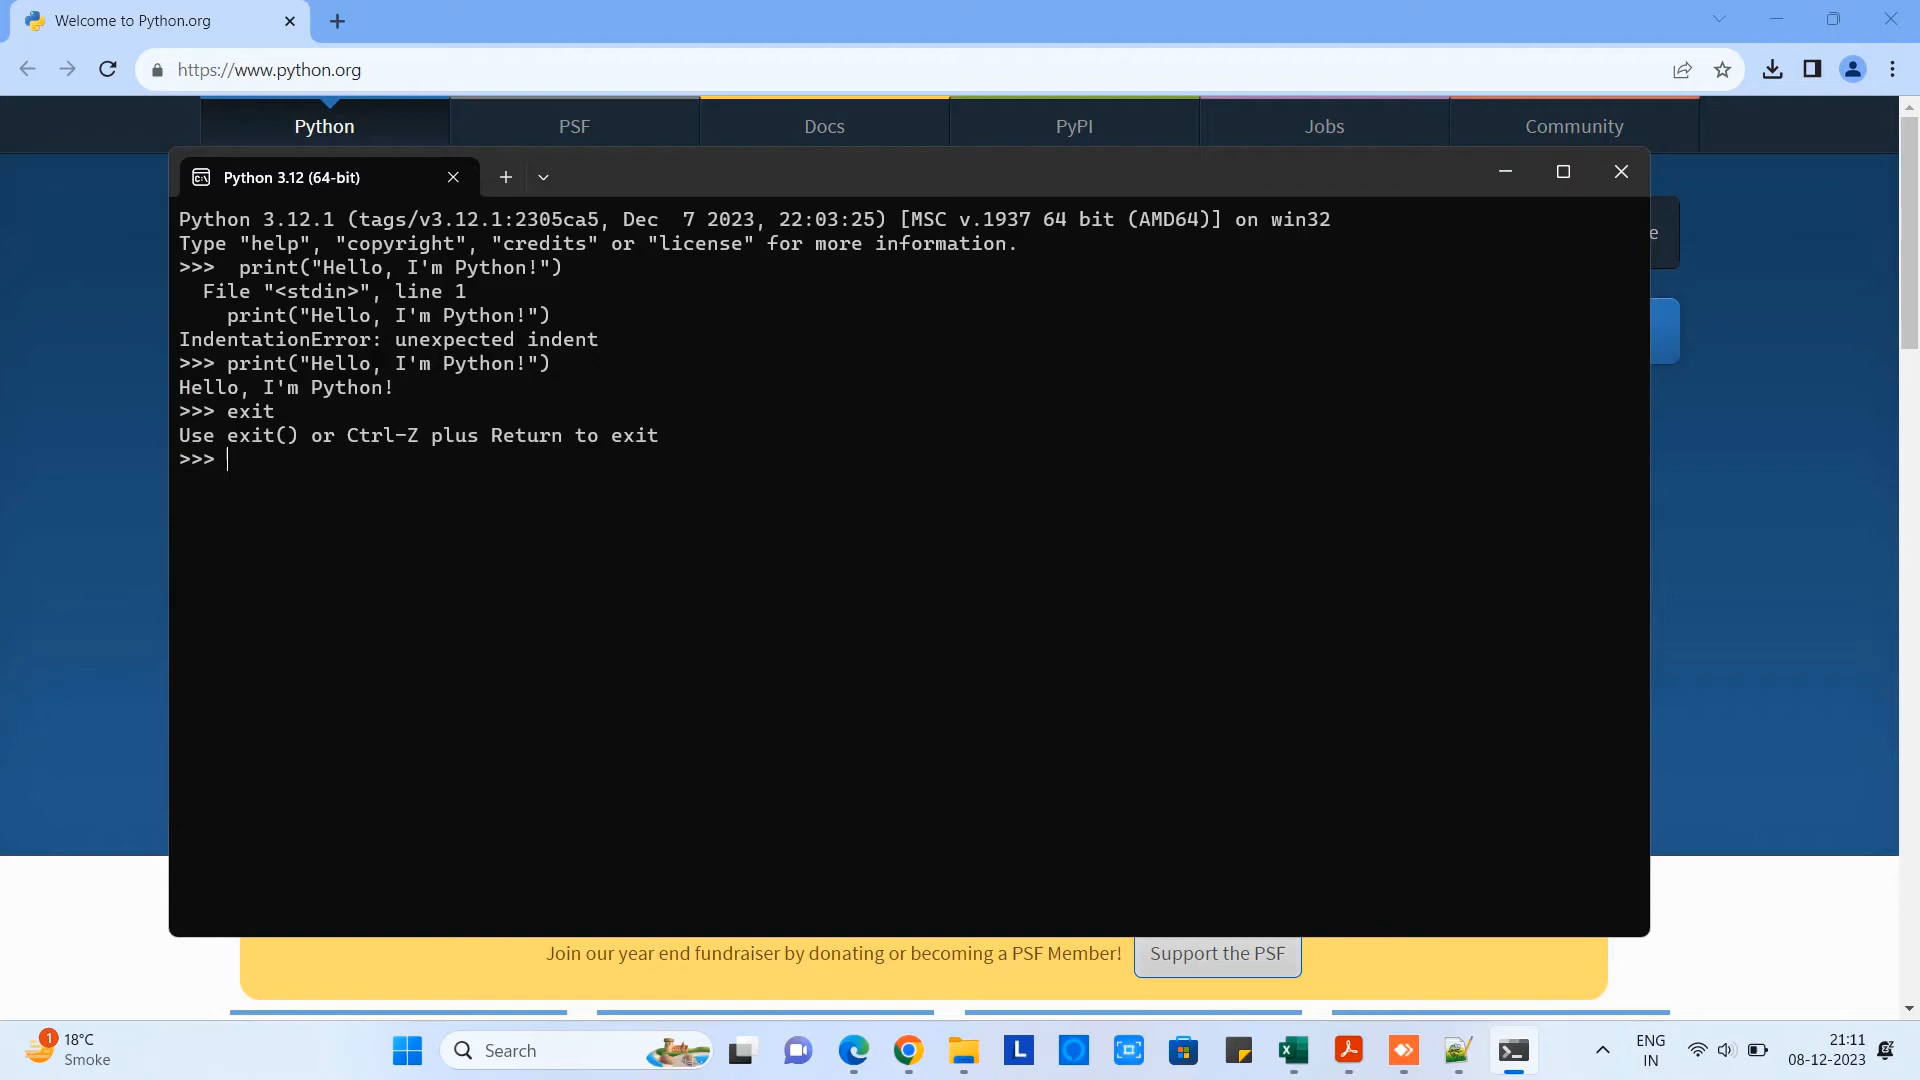 Welcome to Python.org
https://www.python.org
Python PSF Docs PyPI Jobs Community
Python 3.12 (64-bit)
Python 3.12.1 (tags/v3.12.1:2305ca5, Dec  7 2023, 22:03:25) [MSC v.1937 64 bit (AMD64)] on win32
Type "help", "copyright", "credits" or "license" for more information.
>>>  print("Hello, I'm Python!")
  File "<stdin>", line 1
    print("Hello, I'm Python!")
IndentationError: unexpected indent
>>> print("Hello, I'm Python!")
Hello, I'm Python!
>>> exit
Use exit() or Ctrl-Z plus Return to exit
>>>
e
Join our year end fundraiser by donating or becoming a PSF Member! Support the PSF
1
18°C
Smoke
Search
L
ENG
IN
21:11
08-12-2023